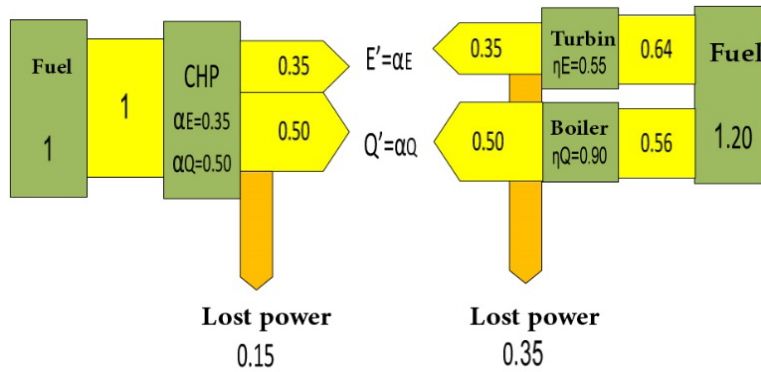 Fuel
1
1
CHP
αE=0.35
αQ=0.50
0.35
0.50
E'=αE
Q'=αQ
0.35
0.50
Turbin
ηE=0.55
Boiler
ηQ=0.90
0.64
0.56
Fuel
1.20
Lost power
0.15
Lost power
0.35